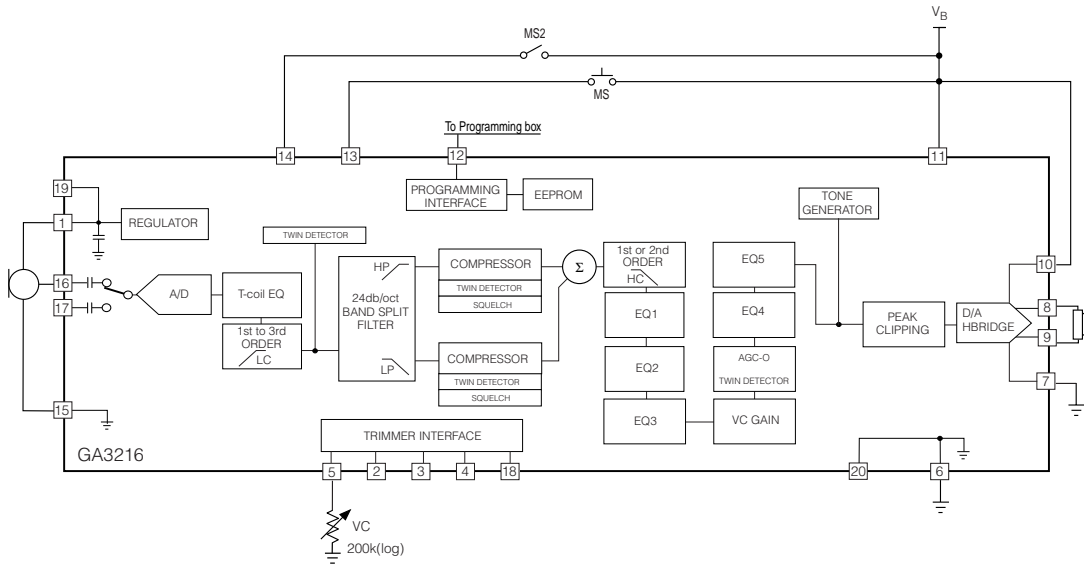 VB
MS2
MS
To Programming box
14
13
12
11
19
1
REGULATOR
PROGRAMMING
INTERFACE
EEPROM
TONE
GENERATOR
TWIN DETECTOR
16
17
A/D
T-coil EQ
1st to 3rd
ORDER
LC
HP
24db/oct
BAND SPLIT
FILTER
LP
COMPRESSOR
TWIN DETECTOR
SQUELCH
COMPRESSOR
TWIN DETECTOR
SQUELCH
Σ
1st or 2nd
ORDER
HC
EQ1
EQ2
EQ3
EQ5
EQ4
AGC-O
TWIN DETECTOR
VC GAIN
PEAK
CLIPPING
D/A
HBRIDGE
10
8
9
7
15
TRIMMER INTERFACE
GA3216
5
2
3
4
18
20
6
VC
200k(log)